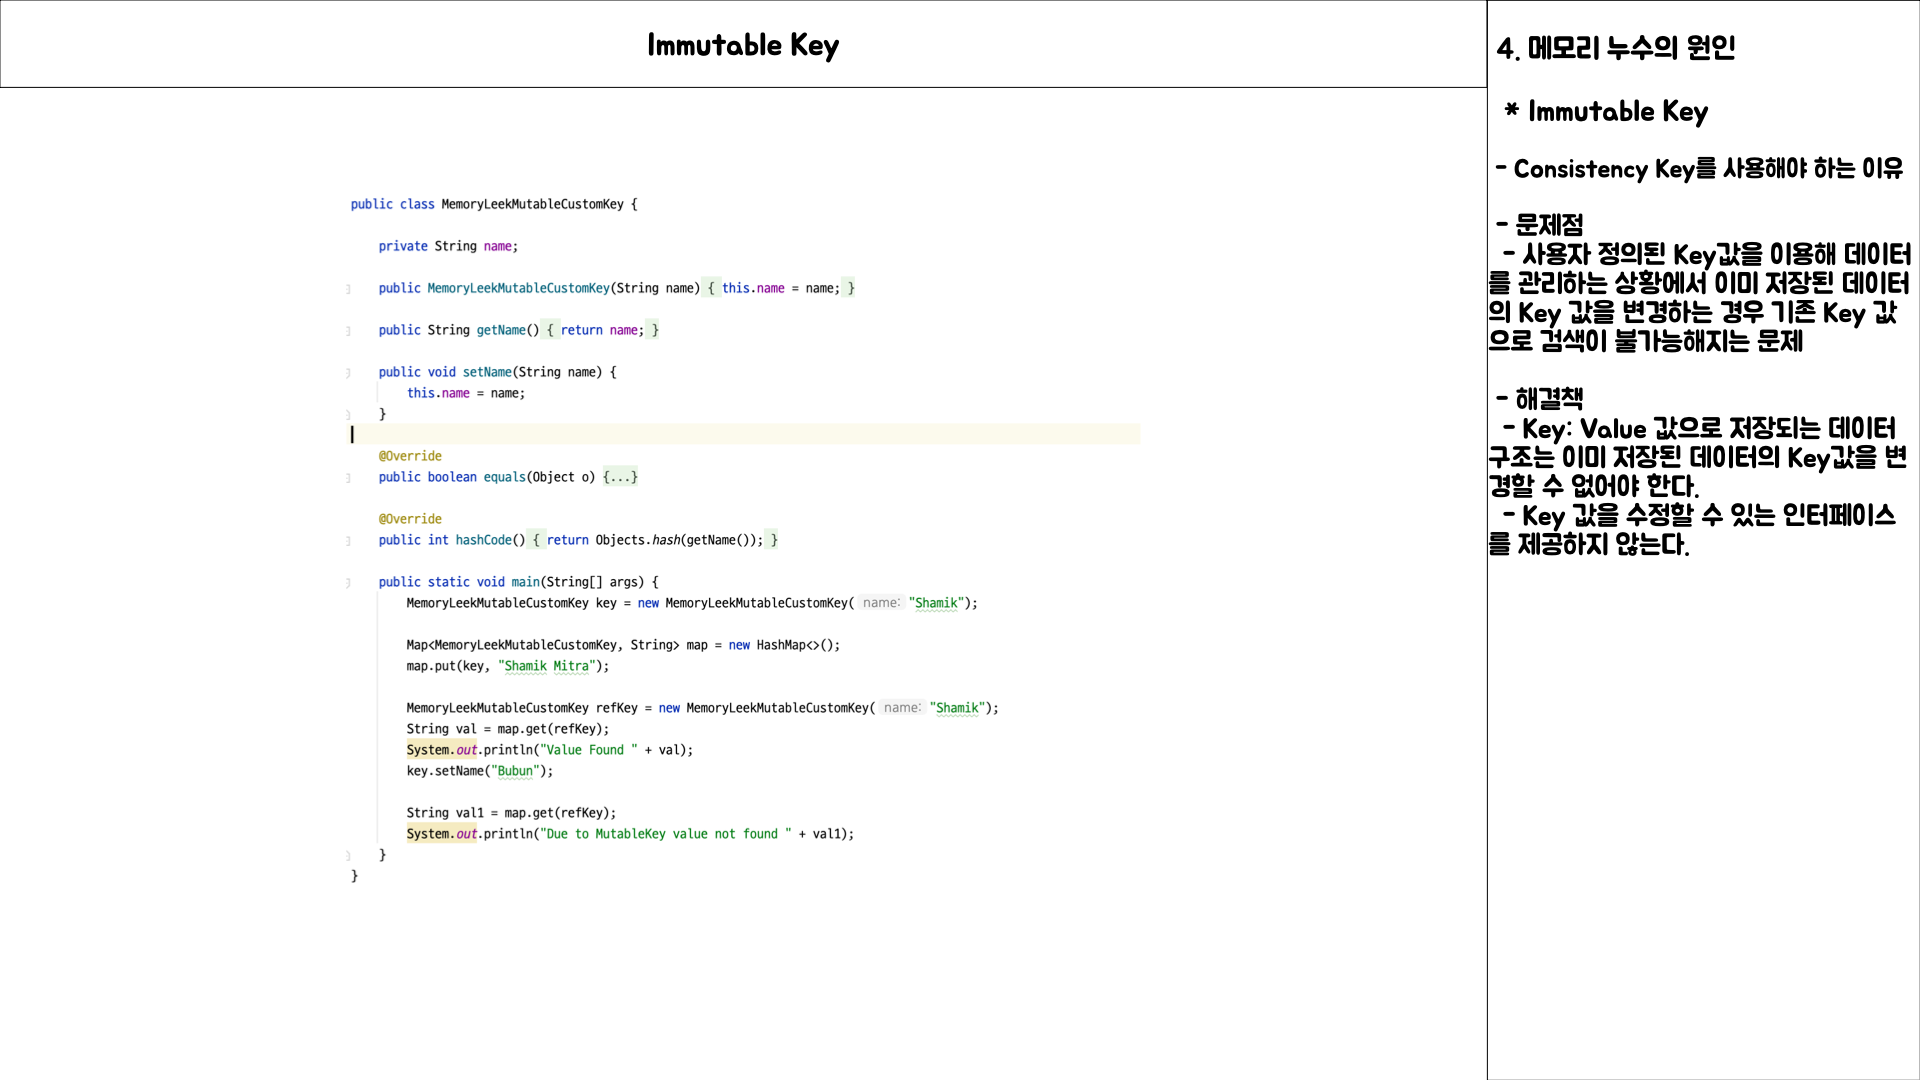 Immutable Key
public class MemoryLeekMutableCustomKey {
private String name;
public MemoryLeekMutableCustomKey(String name) { this.name = name; }
public String getName() { return name; }
public void setName(String name) {
this.name = name;
}
@Override
public boolean equals(Object o) {...}
@Override
public int hashCode() { return Objects.hash(getName()); }
public static void main(String[] args) {
MemoryLeekMutableCustomKey key = new MemoryLeekMutableCustomKey( name: "Shamik");
Map<MemoryLeekMutableCustomKey, String> map = new HashMap<>();
map.put(key, "Shamik Mitra");
MemoryLeekMutableCustomKey refKey = new MemoryLeekMutableCustomKey( name: "Shamik");
String val = map.get(refKey);
System.out.println("Value Found " + val);
key.setName("Bubun");
String val1 = map.get(refKey);
System.out.println("Due to MutableKey value not found " + val1);
}
}
4. 메모리 누수의 원인
* Immutable Key
- Consistency Key를 사용해야 하는 이유
- 문제점
- 사용자 정의된 Key값을 이용해 데이터
를 관리하는 상황에서 이미 저장된 데이터
의 Key 값을 변경하는 경우 기존 Key 값
으로 검색이 불가능해지는 문제
- 해결책
- Key: Value 값으로 저장되는 데이터
구조는 이미 저장된 데이터의 Key값을 변
경할 수 없어야 한다.
- Key 값을 수정할 수 있는 인터페이스
를 제공하지 않는다.